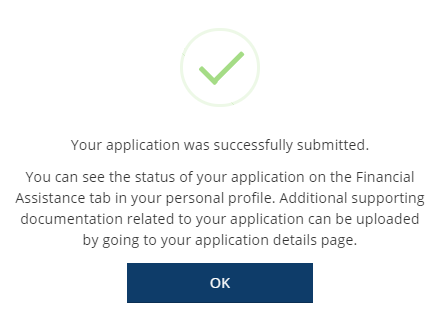 Your application was successfully submitted.
You can see the status of your application on the Financial
Assistance tab in your personal profile. Additional supporting
documentation related to your application can be uploaded
by going to your application details page.
OK